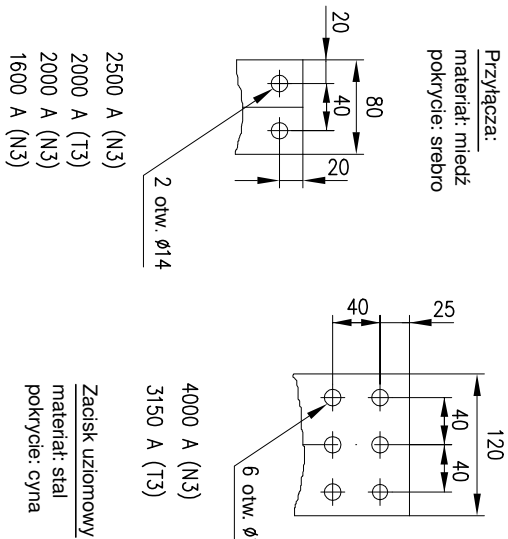 Przyłącza:
materiał: miedź
pokrycie: srebro
20
80
40
20
2 otw. ø14
2500 A (N3)
2000 A (T3)
2000 A (N3)
1600 A (N3)
40
25
120
40
40
6 otw. ø
4000 A (N3)
3150 A (T3)
Zacisk uziomowy
materiał: stal
pokrycie: cyna